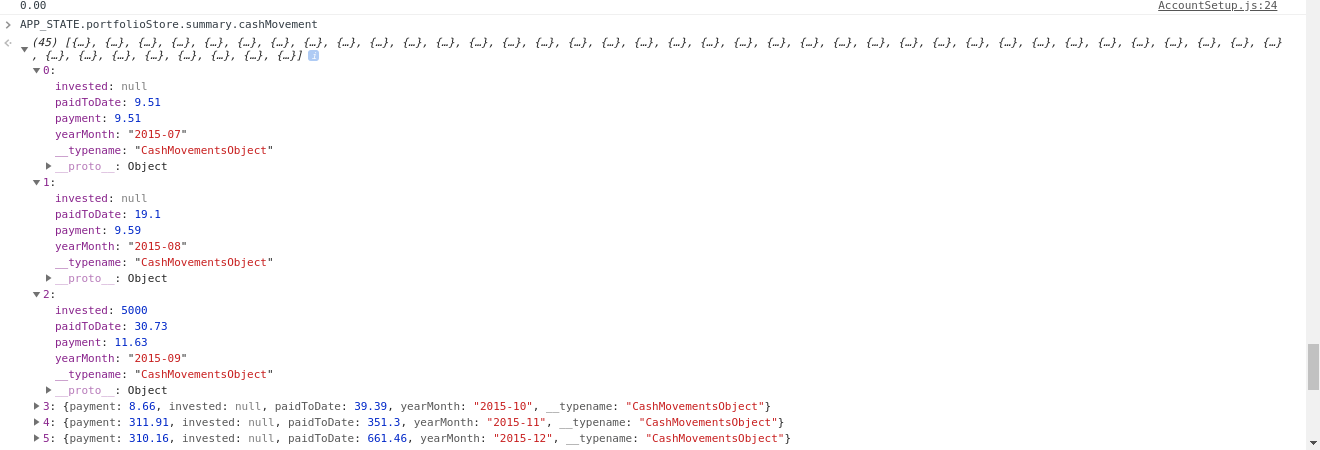 0.00 AccountSetup.js:24
APP_STATE.portfolioStore.summary.cashMovement
(45) [{…}, {…}, {…}, {…}, {…}, {…}, {…}, {…}, {…}, {…}, {…}, {…}, {…}, {…}, {…}, {…}, {…}, {…}, {…}, {…}, {…}, {…}, {…}, {…}, {…}, {…}, {…}, {…}, {…}, {…}, {…}, {…}, {…}, {…}, {…}, {…}, {…}
, {…}, {…}, {…}, {…}, {…}, {…}, {…}, {…}] i
0:
invested: null
paidToDate: 9.51
payment: 9.51
yearMonth: "2015-07"
__typename: "CashMovementsObject"
__proto__: Object
1:
invested: null
paidToDate: 19.1
payment: 9.59
yearMonth: "2015-08"
__typename: "CashMovementsObject"
__proto__: Object
2:
invested: 5000
paidToDate: 30.73
payment: 11.63
yearMonth: "2015-09"
__typename: "CashMovementsObject"
__proto__: Object
3: {payment: 8.66, invested: null, paidToDate: 39.39, yearMonth: "2015-10", __typename: "CashMovementsObject"}
4: {payment: 311.91, invested: null, paidToDate: 351.3, yearMonth: "2015-11", __typename: "CashMovementsObject"}
5: {payment: 310.16, invested: null, paidToDate: 661.46, yearMonth: "2015-12", __typename: "CashMovementsObject"}